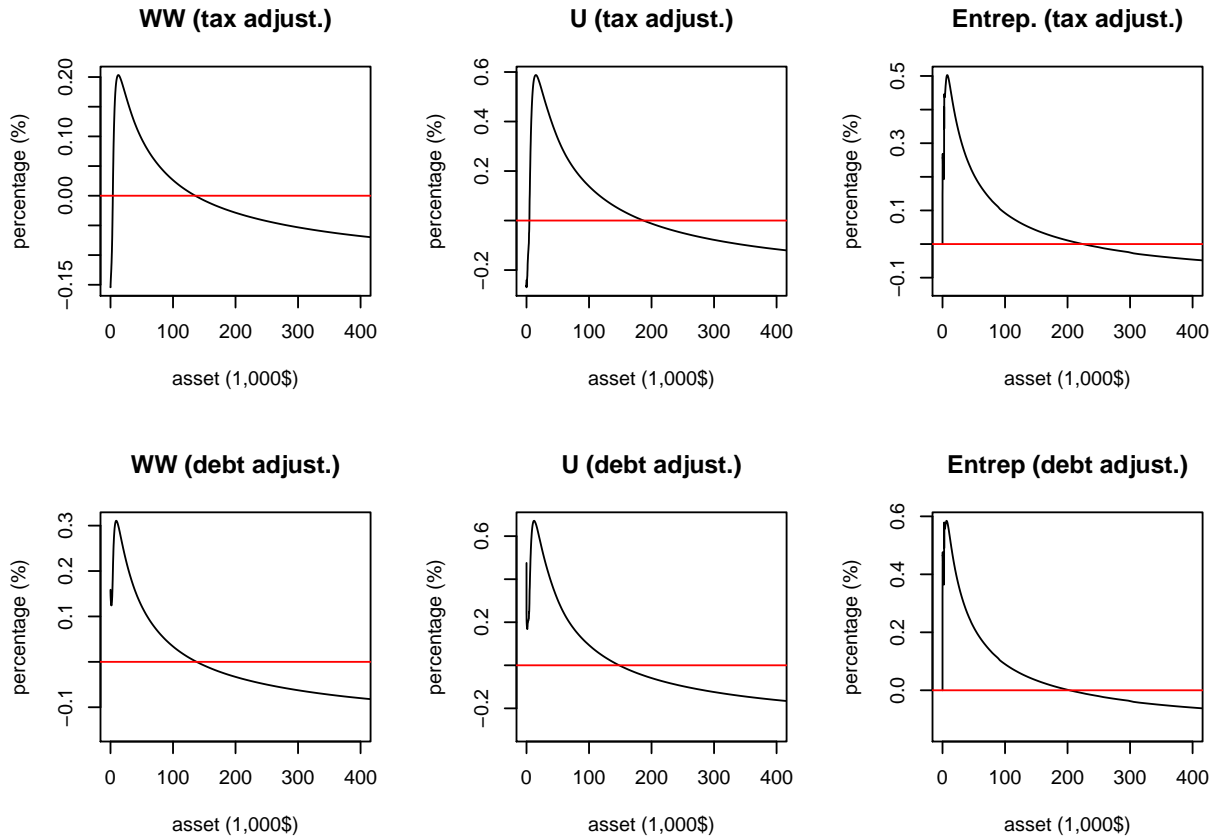 WW (tax adjust.)
percentage (%)
0.20
0.10
0.00
−0.15
0 100 200 300 400
asset (1,000$)
U (tax adjust.)
percentage (%)
0.6
0.4
0.2
−0.2
0 100 200 300 400
asset (1,000$)
Entrep. (tax adjust.)
percentage (%)
0.5
0.3
0.1
−0.1
0 100 200 300 400
asset (1,000$)
WW (debt adjust.)
percentage (%)
0.3
0.2
0.1
−0.1
0 100 200 300 400
asset (1,000$)
U (debt adjust.)
percentage (%)
0.6
0.2
−0.2
0 100 200 300 400
asset (1,000$)
Entrep (debt adjust.)
percentage (%)
0.6
0.4
0.2
0.0
0 100 200 300 400
asset (1,000$)